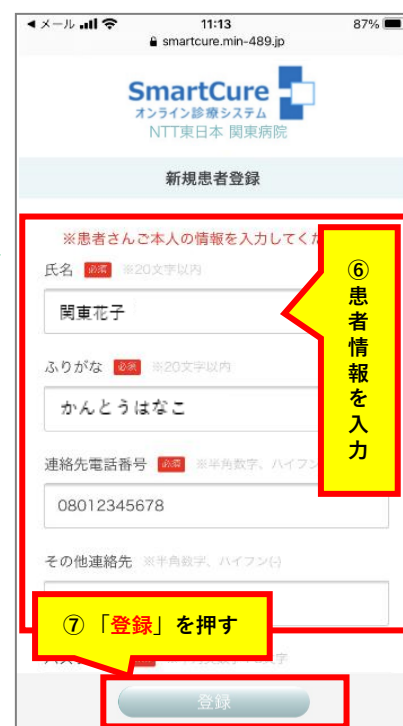 ◀メール 11:13 87%
smartcure.min-489.jp
SmartCure
オンライン診療システム
NTT東日本 関東病院
新規患者登録
※患者さんご本人の情報を入力してくだ
氏名 必須 ※20文字以内
関東花子
ふりがな 必須 ※20文字以内
かんとうはなこ
連絡先電話番号 必須 ※半角数字、ハイフン
08012345678
その他連絡先 ※半角数字、ハイフン(-)
⑥患者情報を入力
⑦「登録」を押す
登録